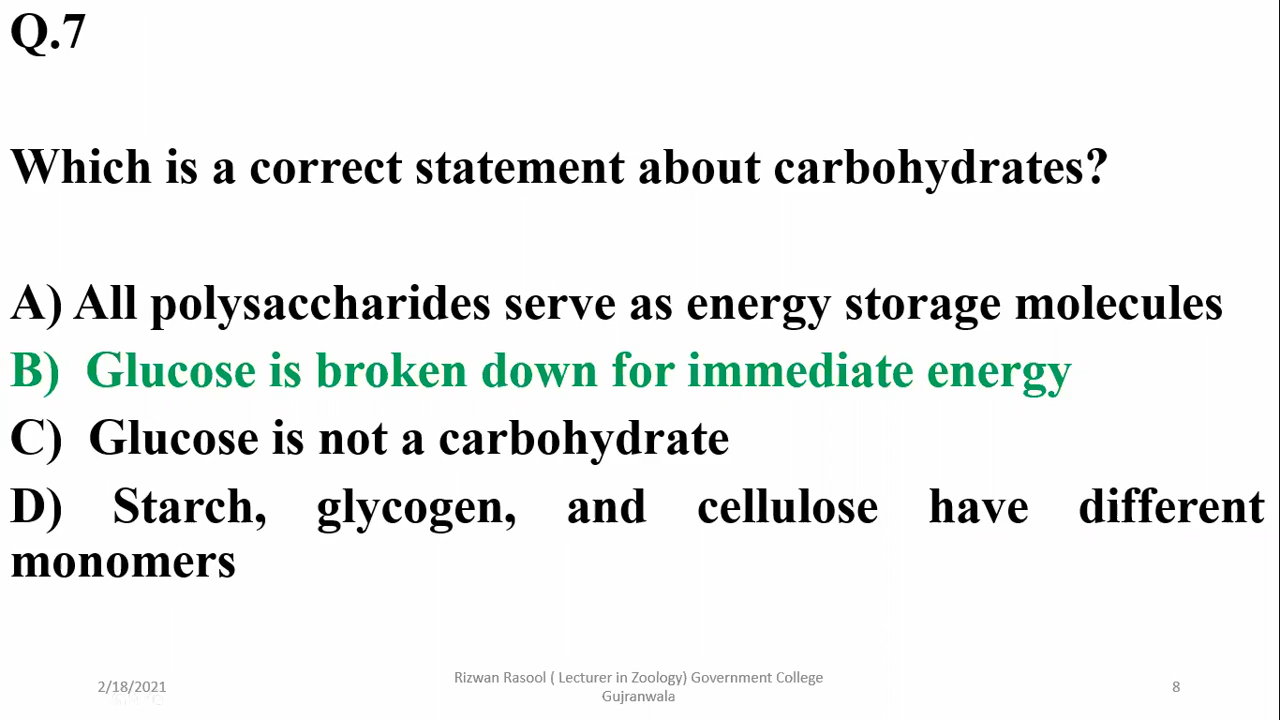 Q.7
Which is a correct statement about carbohydrates?
A) All polysaccharides serve as energy storage molecules
B) Glucose is broken down for immediate energy
C) Glucose is not a carbohydrate
D) Starch, glycogen, and cellulose have different
monomers
2/18/2021
Rizwan Rasool ( Lecturer in Zoology) Government College
Gujranwala
8